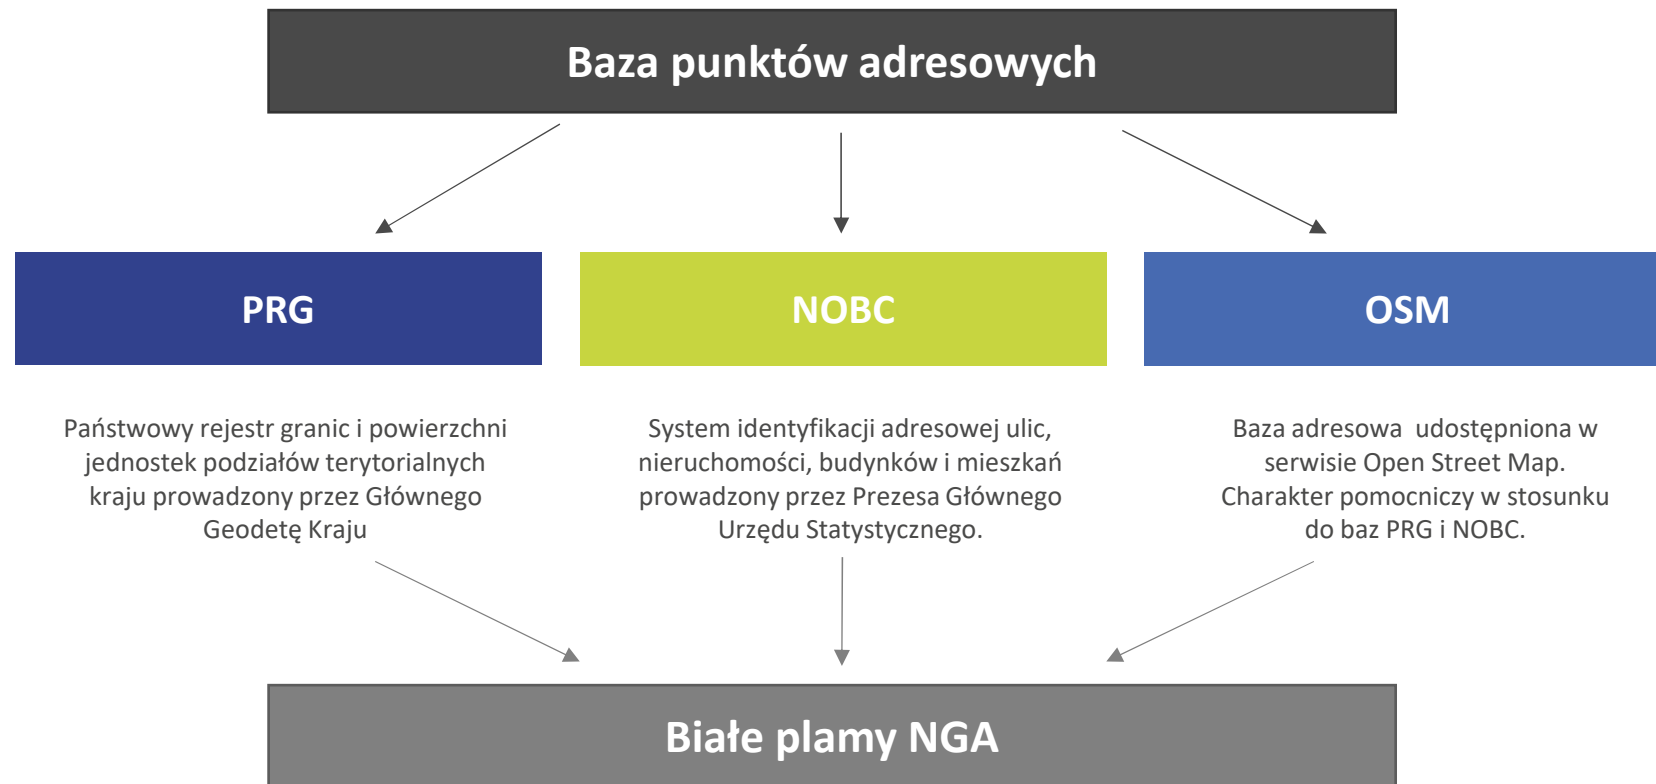 Baza punktów adresowych
PRG
NOBC
OSM
Państwowy rejestr granic i powierzchni
jednostek podziałów terytorialnych
kraju prowadzony przez Głównego
Geodetę Kraju
System identyfikacji adresowej ulic,
nieruchomości, budynków i mieszkań
prowadzony przez Prezesa Głównego
Urzędu Statystycznego.
Baza adresowa  udostępniona w
serwisie Open Street Map.
Charakter pomocniczy w stosunku
do baz PRG i NOBC.
Białe plamy NGA